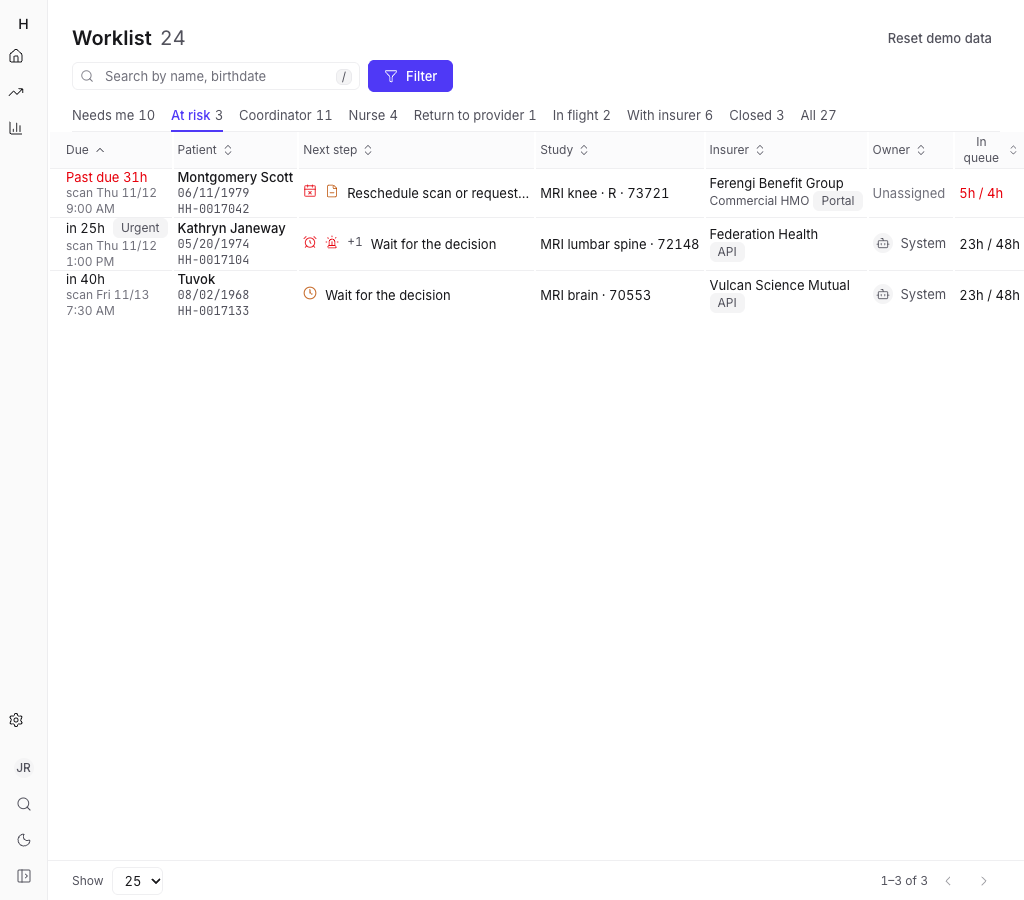 H
Worklist 24
Reset demo data
Search by name, birthdate /
Filter
Needs me 10 At risk 3 Coordinator 11 Nurse 4 Return to provider 1 In flight 2 With insurer 6 Closed 3 All 27
Due Patient Next step Study Insurer Owner In queue
Past due 31h
scan Thu 11/12
9:00 AM
Montgomery Scott
06/11/1979
HH-0017042
Reschedule scan or request…
MRI knee · R · 73721
Ferengi Benefit Group
Commercial HMO Portal
Unassigned
5h / 4h
in 25h Urgent
scan Thu 11/12
1:00 PM
Kathryn Janeway
05/20/1974
HH-0017104
+1 Wait for the decision
MRI lumbar spine · 72148
Federation Health
API
System
23h / 48h
in 40h
scan Fri 11/13
7:30 AM
Tuvok
08/02/1968
HH-0017133
Wait for the decision
MRI brain · 70553
Vulcan Science Mutual
API
System
23h / 48h
JR
Show 25
1–3 of 3